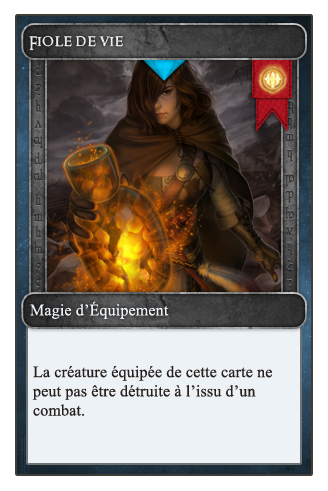 Fiole de vie
Magie d'Équipement
La créature équipée de cette carte ne
peut pas être détruite à l'issu d'un
combat.